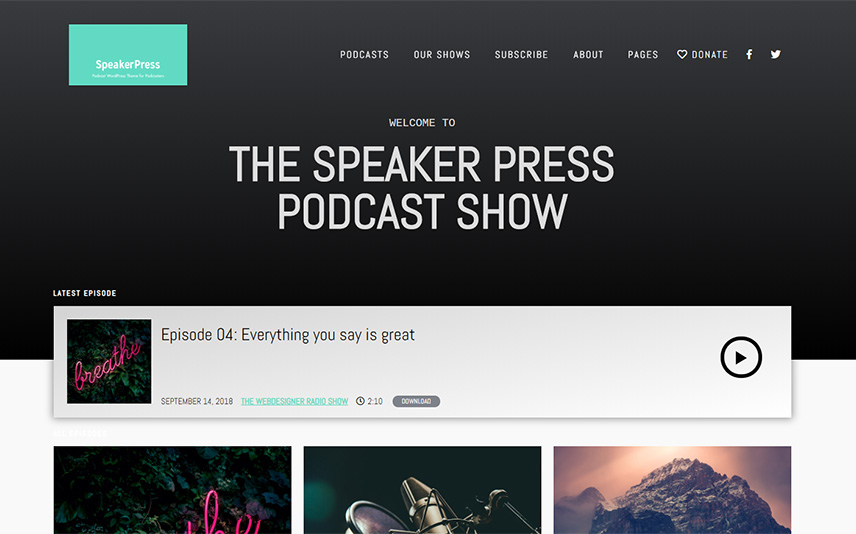 SpeakerPress
Podcast WordPress Theme for Podcasters
PODCASTS OUR SHOWS SUBSCRIBE ABOUT PAGES DONATE
WELCOME TO
THE SPEAKER PRESS
PODCAST SHOW
LATEST EPISODE
breathe
Episode 04: Everything you say is great
SEPTEMBER 14, 2018 THE WEBDESIGNER RADIO SHOW 2:10 DOWNLOAD